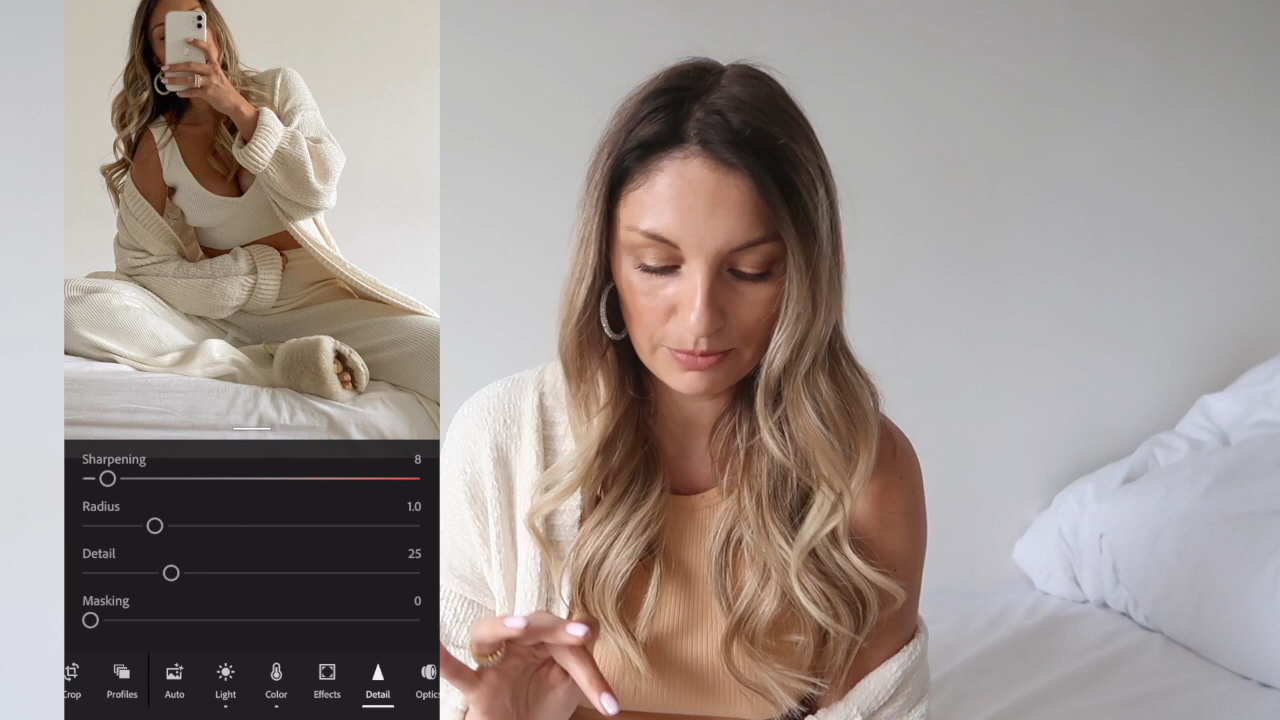 Sharpening 8
Radius 1.0
Detail 25
Masking 0
Crop Profiles Auto Light Color Effects Detail Optics